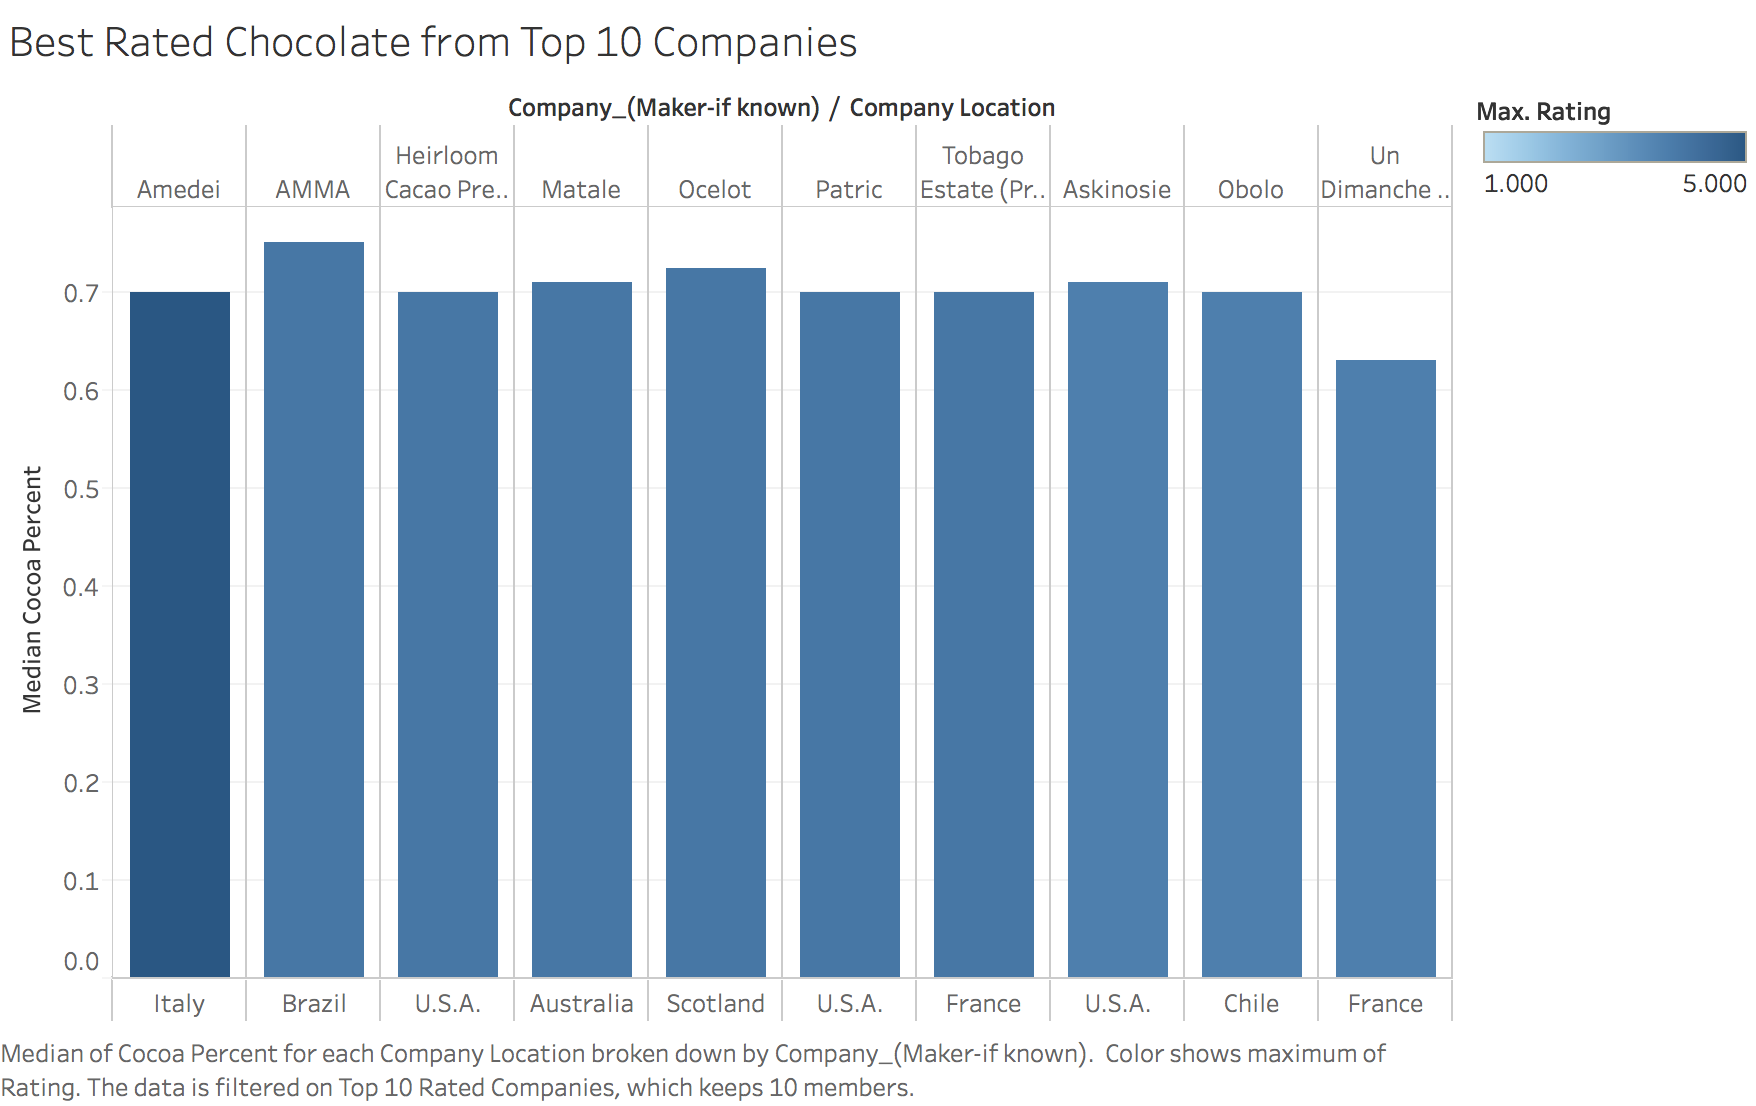 Best Rated Chocolate from Top 10 Companies
Company_(Maker-if known) / Company Location
Max. Rating
1.000 5.000
Amedei
AMMA
Heirloom
Cacao Pre..
Matale
Ocelot
Patric
Tobago
Estate (Pr..
Askinosie
Obolo
Un
Dimanche ..
Median Cocoa Percent
0.7
0.6
0.5
0.4
0.3
0.2
0.1
0.0
Italy
Brazil
U.S.A.
Australia
Scotland
U.S.A.
France
U.S.A.
Chile
France
Median of Cocoa Percent for each Company Location broken down by Company_(Maker-if known). Color shows maximum of
Rating. The data is filtered on Top 10 Rated Companies, which keeps 10 members.